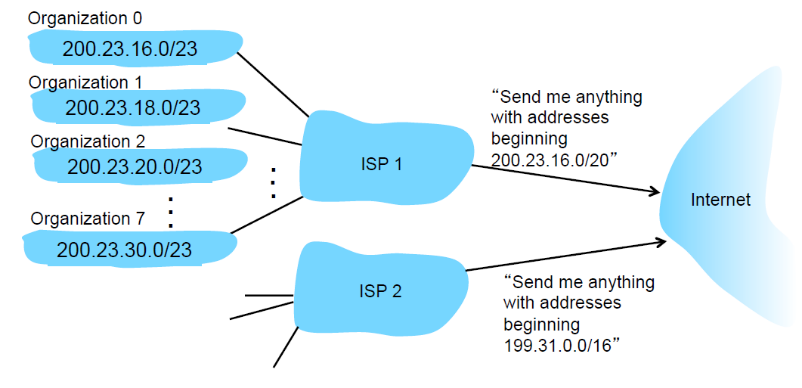 Organization 0
200.23.16.0/23
Organization 1
200.23.18.0/23
Organization 2
200.23.20.0/23
Organization 7
200.23.30.0/23
ISP 1
“Send me anything
with addresses
beginning
200.23.16.0/20”
Internet
ISP 2
“Send me anything
with addresses
beginning
199.31.0.0/16”